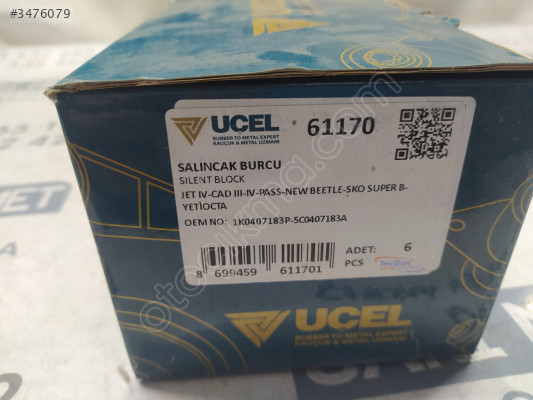 #3476079
UCEL
RUBBER TO METAL EXPERT
KAUÇUK & METAL UZMANI
61170
SALINCAK BURCU
SILENT BLOCK
JET IV-CAD III-IV-PASS-NEW BEETLE-SKO SUPER B-
YETİOCTA
OEM NO: 1K0407183P-5C0407183A
8 699459 611701
ADET: 6
PCS
TecDoc
UCEL
RUBBER TO METAL EXPERT
KAUÇUK & METAL UZMANI